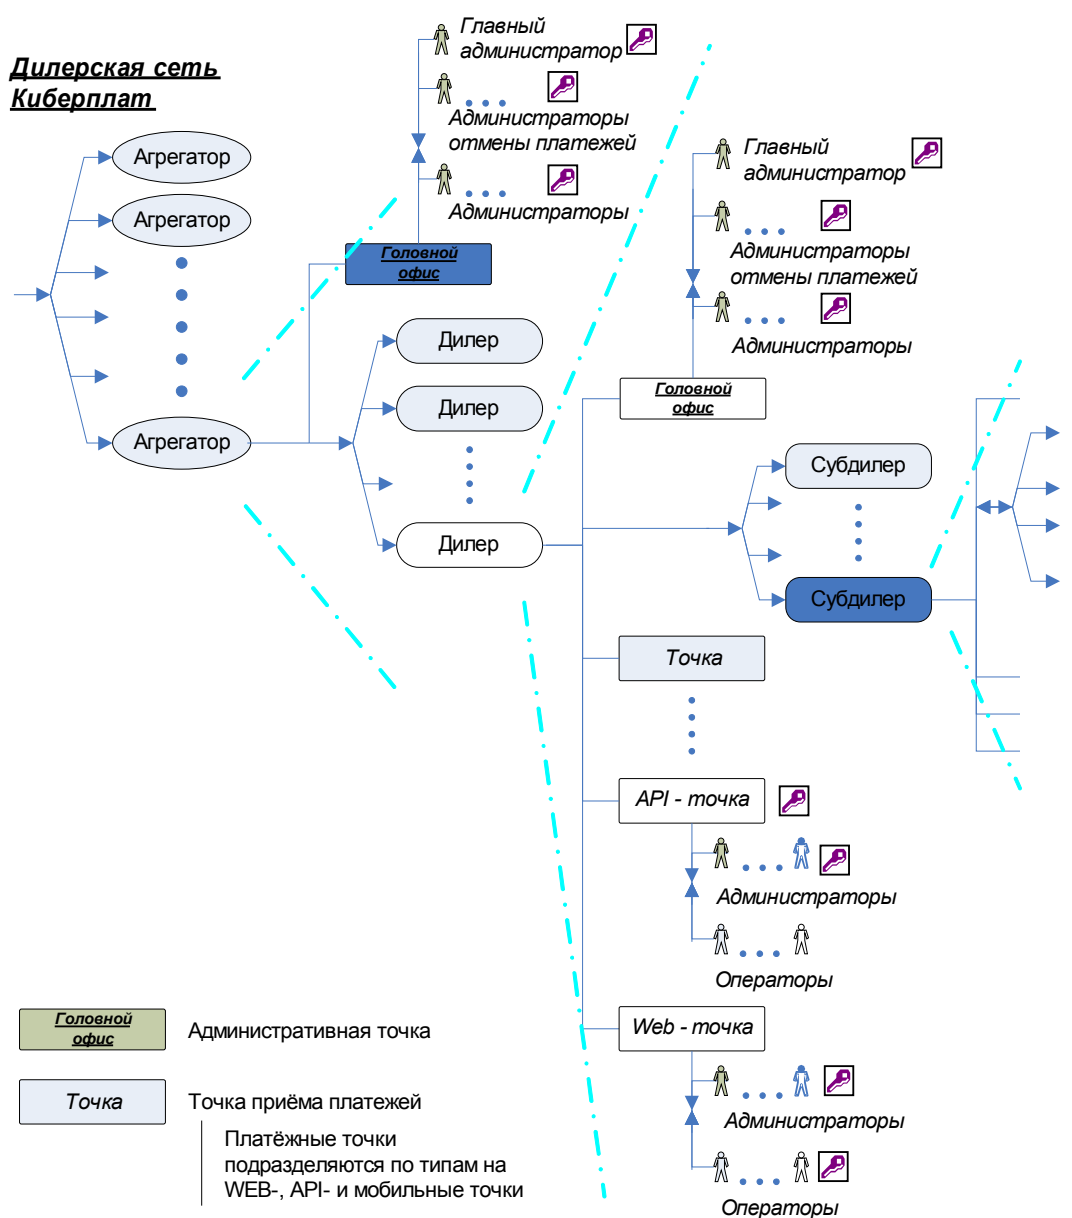 Дилерская сеть
Киберплат
Главный
администратор
Администраторы
отмены платежей
Администраторы
Агрегатор
Агрегатор
Агрегатор
Головной
офис
Дилер
Дилер
Дилер
Главный
администратор
Администраторы
отмены платежей
Администраторы
Головной
офис
Субдилер
Субдилер
Точка
API - точка
Администраторы
Операторы
Web - точка
Администраторы
Операторы
Головной
офис
Административная точка
Точка
Точка приёма платежей
Платёжные точки
подразделяются по типам на
WEB-, API- и мобильные точки